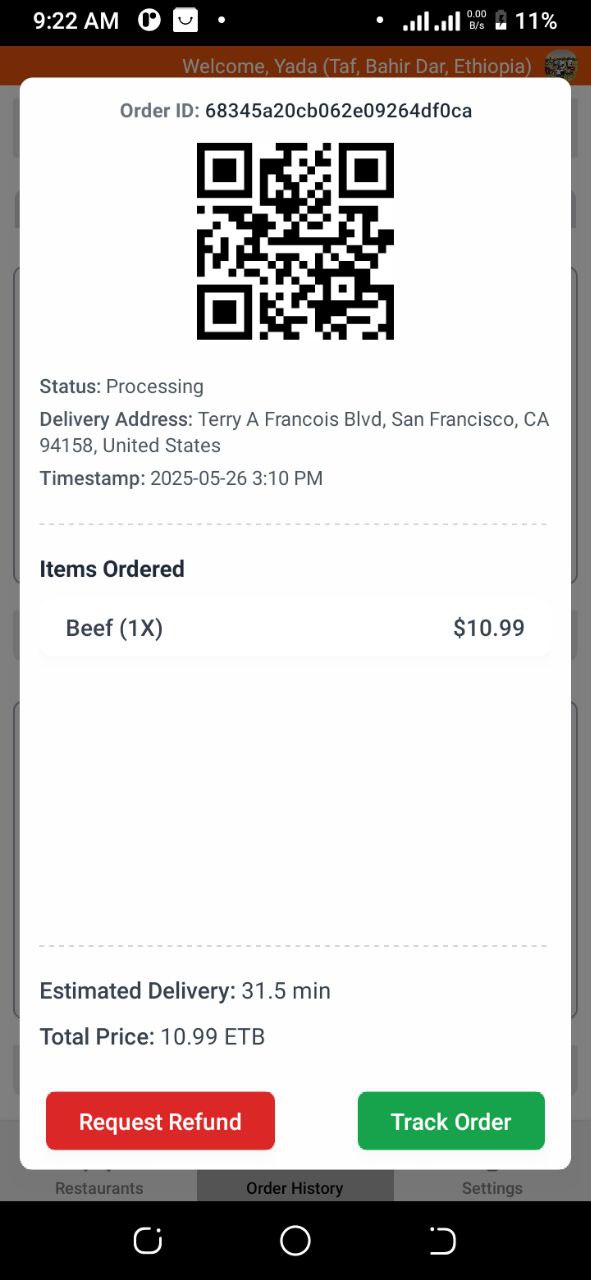 9:22 AM 0.00 B/s 11%
Welcome, Yada (Taf, Bahir Dar, Ethiopia)
Order ID: 68345a20cb062e09264df0ca
Status: Processing
Delivery Address: Terry A Francois Blvd, San Francisco, CA
94158, United States
Timestamp: 2025-05-26 3:10 PM
Items Ordered
Beef (1X) $10.99
Estimated Delivery: 31.5 min
Total Price: 10.99 ETB
Request Refund Track Order
Restaurants Order History Settings